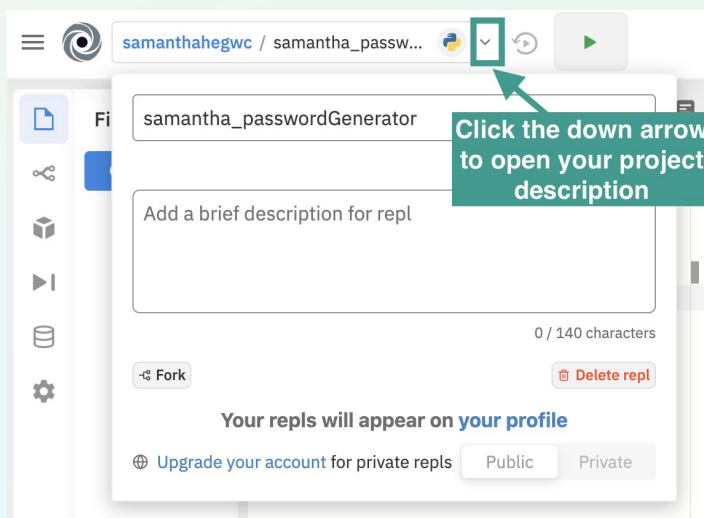 samanthahegwc / samantha_passw...
Fi
samantha_passwordGenerator
Click the down arrow
to open your project
description
Add a brief description for repl
0 / 140 characters
Fork
Delete repl
Your repls will appear on your profile
Upgrade your account for private repls
Public
Private